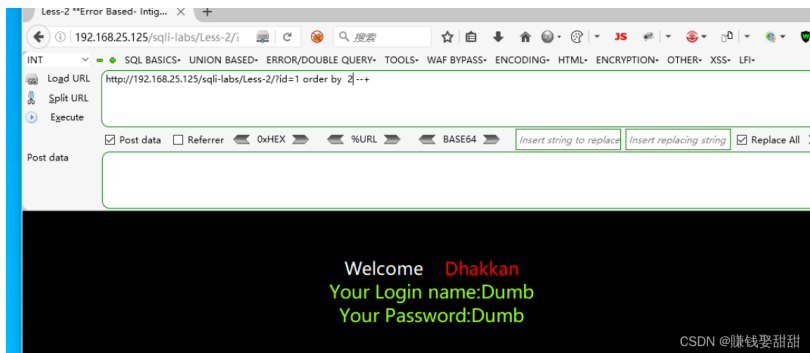 Less-2 **Error Based- Intig...
192.168.25.125/sqli-labs/Less-2/?
搜索
JS
INT
SQL BASICS
UNION BASED
ERROR/DOUBLE QUERY
TOOLS
WAF BYPASS
ENCODING
HTML
ENCRYPTION
OTHER
XSS
LFI
Load URL
http://192.168.25.125/sqli-labs/Less-2/?id=1 order by 2--+
Split URL
Execute
Post data
Referrer
0xHEX
%URL
BASE64
Insert string to replace
Insert replacing string
Replace All
Post data
Welcome Dhakkan
Your Login name:Dumb
Your Password:Dumb
CSDN @赚钱娶甜甜